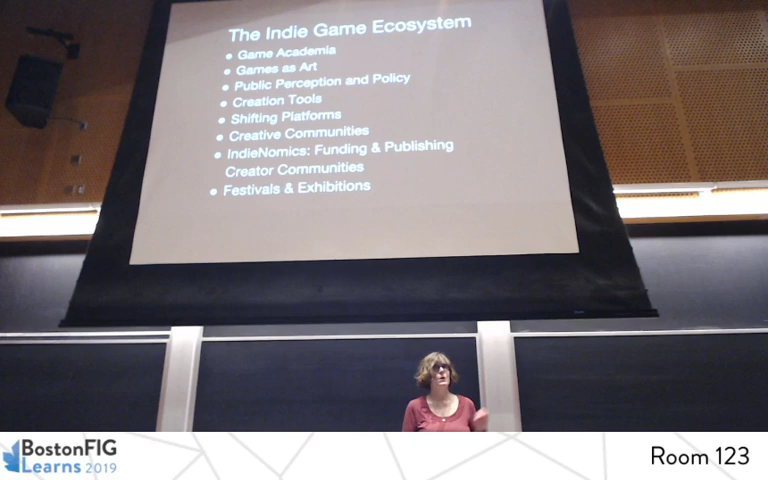 The Indie Game Ecosystem
• Game Academia
• Games as Art
• Public Perception and Policy
• Creation Tools
• Shifting Platforms
• Creative Communities
• IndieNomics: Funding & Publishing
Creator Communities
• Festivals & Exhibitions
BostonFIG
Learns 2019
Room 123